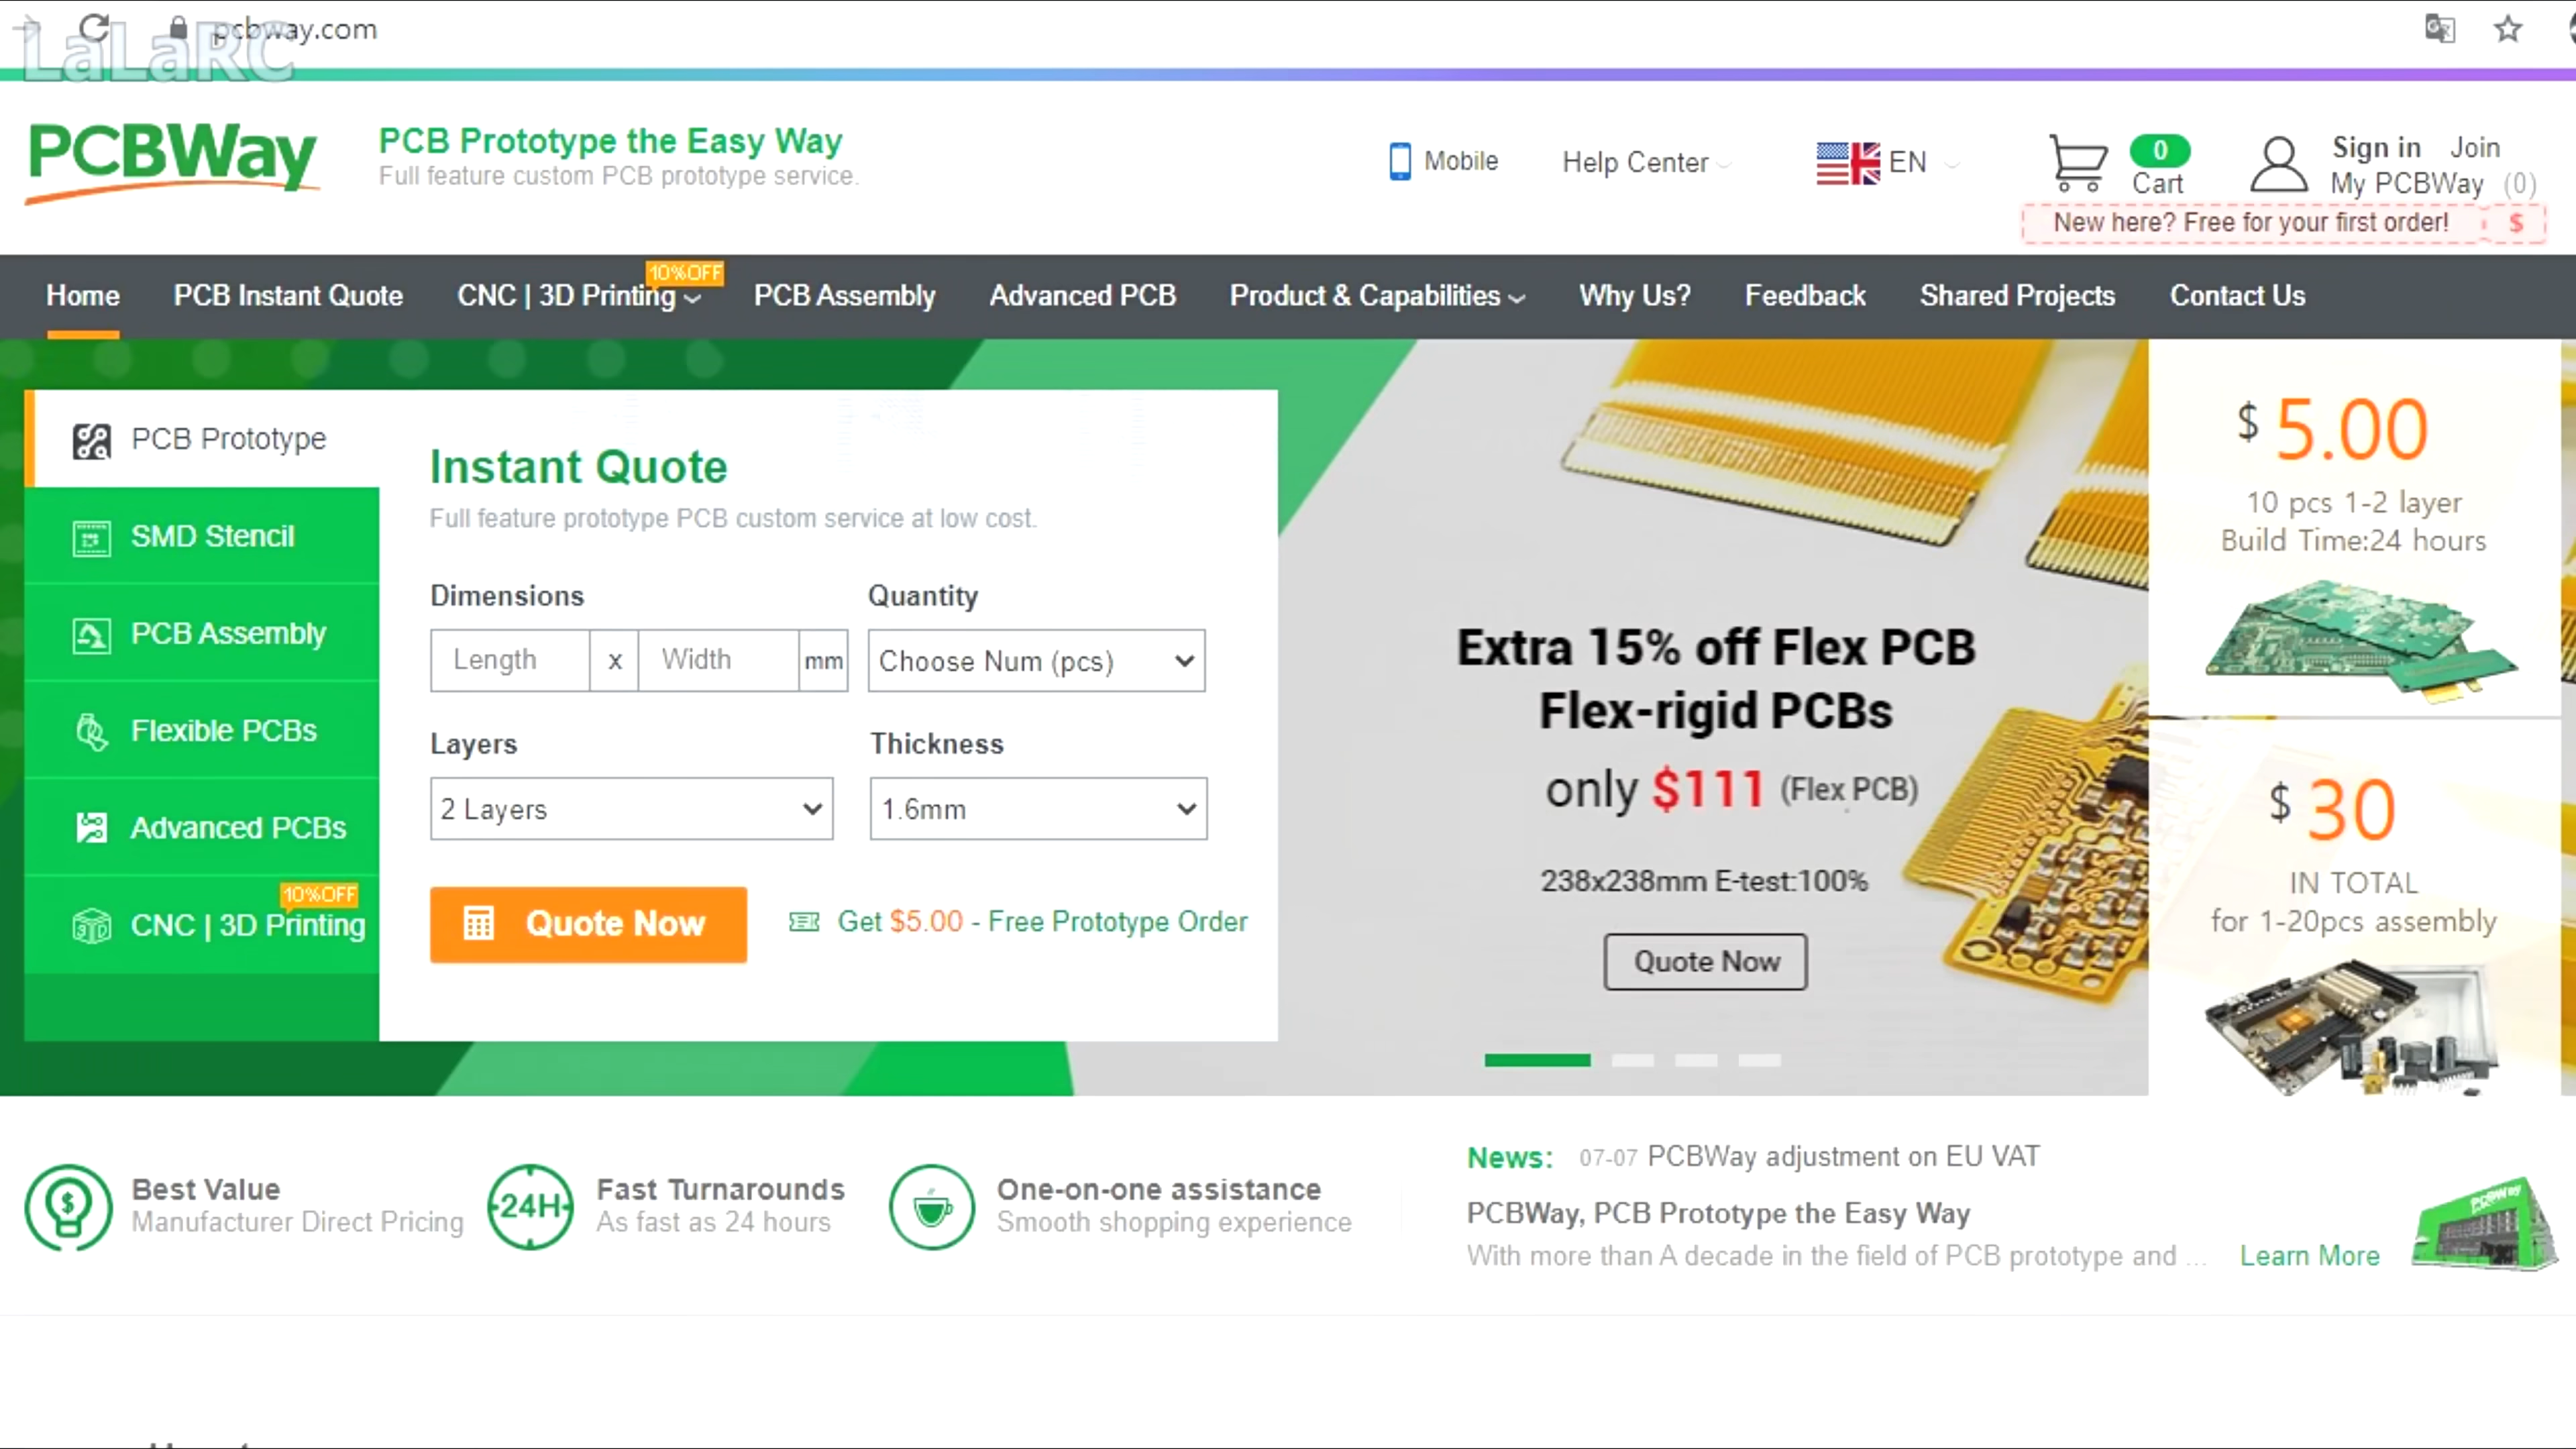 pcbway.com
LaLaRC
PCBWay
PCB Prototype the Easy Way
Full feature custom PCB prototype service.
Mobile
Help Center
EN
0
Cart
Sign in Join
My PCBWay (0)
New here? Free for your first order! $
Home
PCB Instant Quote
CNC | 3D Printing
10%OFF
PCB Assembly
Advanced PCB
Product & Capabilities
Why Us?
Feedback
Shared Projects
Contact Us
PCB Prototype
SMD Stencil
PCB Assembly
Flexible PCBs
Advanced PCBs
10%OFF
CNC | 3D Printing
Instant Quote
Full feature prototype PCB custom service at low cost.
Dimensions
Length x Width mm
Quantity
Choose Num (pcs)
Layers
2 Layers
Thickness
1.6mm
Quote Now
Get $5.00 - Free Prototype Order
Extra 15% off Flex PCB
Flex-rigid PCBs
only $111 (Flex PCB)
238x238mm E-test:100%
Quote Now
$ 5.00
10 pcs 1-2 layer
Build Time:24 hours
$ 30
IN TOTAL
for 1-20pcs assembly
Best Value
Manufacturer Direct Pricing
24H
Fast Turnarounds
As fast as 24 hours
One-on-one assistance
Smooth shopping experience
News: 07-07 PCBWay adjustment on EU VAT
PCBWay, PCB Prototype the Easy Way
With more than A decade in the field of PCB prototype and ...
Learn More
PCBWay